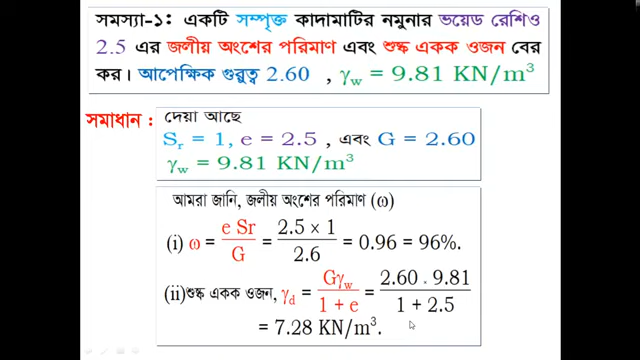 সমস্যা-১: একটি সম্পৃক্ত কাদামাটির নমুনার ভয়েড রেশিও
2.5 এর জলীয় অংশের পরিমাণ এবং শুষ্ক একক ওজন বের
কর। আপেক্ষিক গুরুত্ব 2.60 , γw = 9.81 KN/m³
সমাধান :
দেয়া আছে
Sr = 1, e = 2.5 , এবং G = 2.60
γw = 9.81 KN/m³
আমরা জানি, জলীয় অংশের পরিমান (ω)
(i) ω = e Sr / G = 2.5 × 1 / 2.6 = 0.96 = 96%.
(ii) শুষ্ক একক ওজন, γd = Gγw / 1 + e = 2.60 . 9.81 / 1 + 2.5
= 7.28 KN/m³.